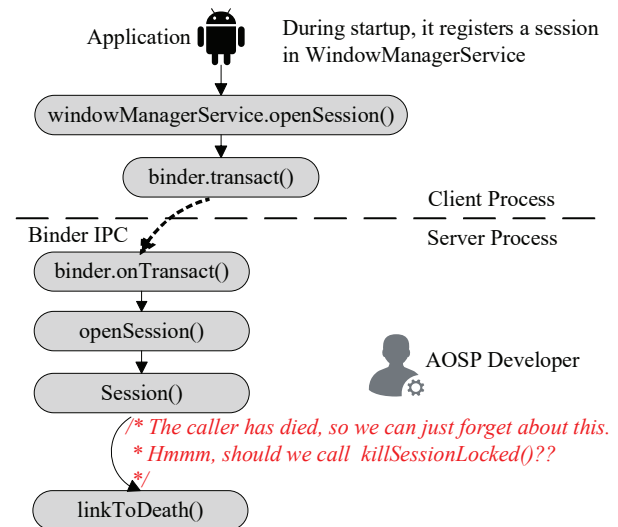 Application
During startup, it registers a session
in WindowManagerService
windowManagerService.openSession()
binder.transact()
Client Process
Binder IPC
Server Process
binder.onTransact()
openSession()
AOSP Developer
Session()
/* The caller has died, so we can just forget about this.
* Hmmm, should we call killSessionLocked()??
*/
linkToDeath()